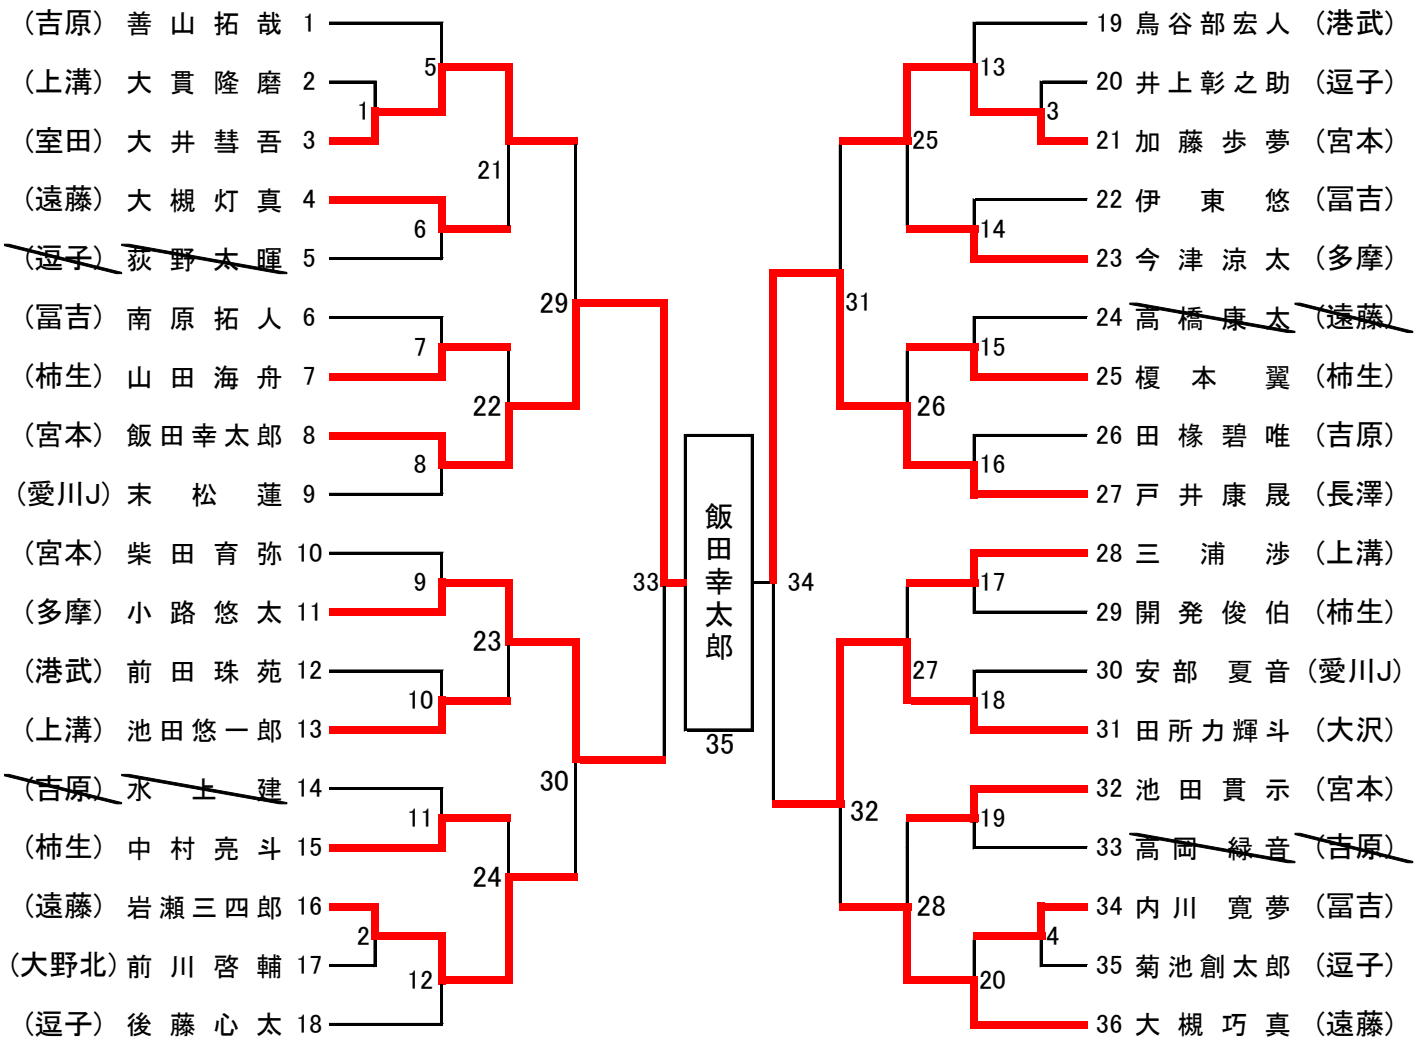 (吉原) 善山拓哉 1
(上溝) 大貫隆磨 2
(室田) 大井彗吾 3
(遠藤) 大槻灯真 4
(逗子) 荻野太暉 5
(冨吉) 南原拓人 6
(柿生) 山田海舟 7
(宮本) 飯田幸太郎 8
(愛川J) 末松蓮 9
(宮本) 柴田育弥 10
(多摩) 小路悠太 11
(港武) 前田珠苑 12
(上溝) 池田悠一郎 13
(吉原) 水上建 14
(柿生) 中村亮斗 15
(遠藤) 岩瀬三四郎 16
(大野北) 前川啓輔 17
(逗子) 後藤心太 18
1
2
5
6
7
8
9
10
11
12
21
22
23
24
29
30
33
飯田幸太郎
35
34
31
32
25
26
27
28
13
14
15
16
17
18
19
20
3
4
19 鳥谷部宏人 (港武)
20 井上彰之助 (逗子)
21 加藤歩夢 (宮本)
22 伊東悠 (冨吉)
23 今津涼太 (多摩)
24 高橋康太 (遠藤)
25 榎本翼 (柿生)
26 田椽碧唯 (吉原)
27 戸井康晟 (長澤)
28 三浦渉 (上溝)
29 開発俊伯 (柿生)
30 安部夏音 (愛川J)
31 田所力輝斗 (大沢)
32 池田貫示 (宮本)
33 高岡緑音 (吉原)
34 内川寛夢 (冨吉)
35 菊池創太郎 (逗子)
36 大槻巧真 (遠藤)